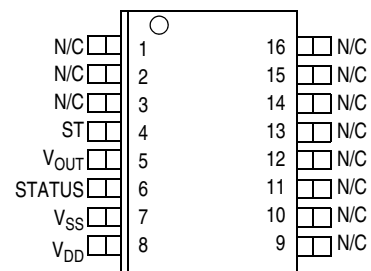 N/C 1 16 N/C
N/C 2 15 N/C
N/C 3 14 N/C
ST 4 13 N/C
VOUT 5 12 N/C
STATUS 6 11 N/C
VSS 7 10 N/C
VDD 8 9 N/C